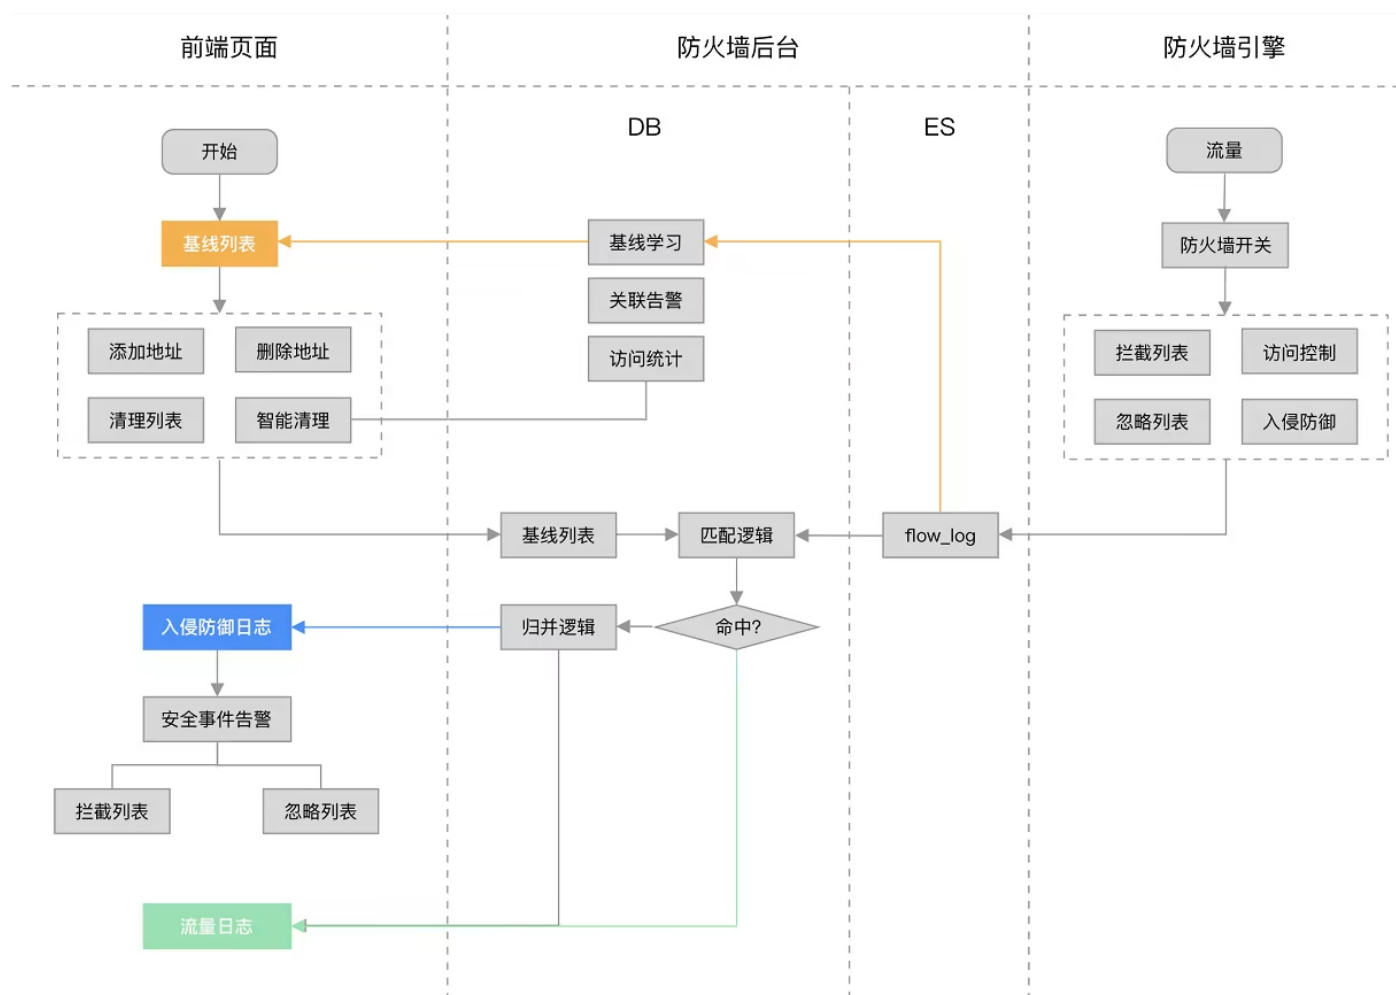 前端页面
防火墙后台
防火墙引擎
DB
ES
开始
流量
基线列表
基线学习
防火墙开关
关联告警
添加地址
删除地址
访问统计
拦截列表
访问控制
清理列表
智能清理
忽略列表
入侵防御
基线列表
匹配逻辑
flow_log
入侵防御日志
归并逻辑
命中?
安全事件告警
拦截列表
忽略列表
流量日志